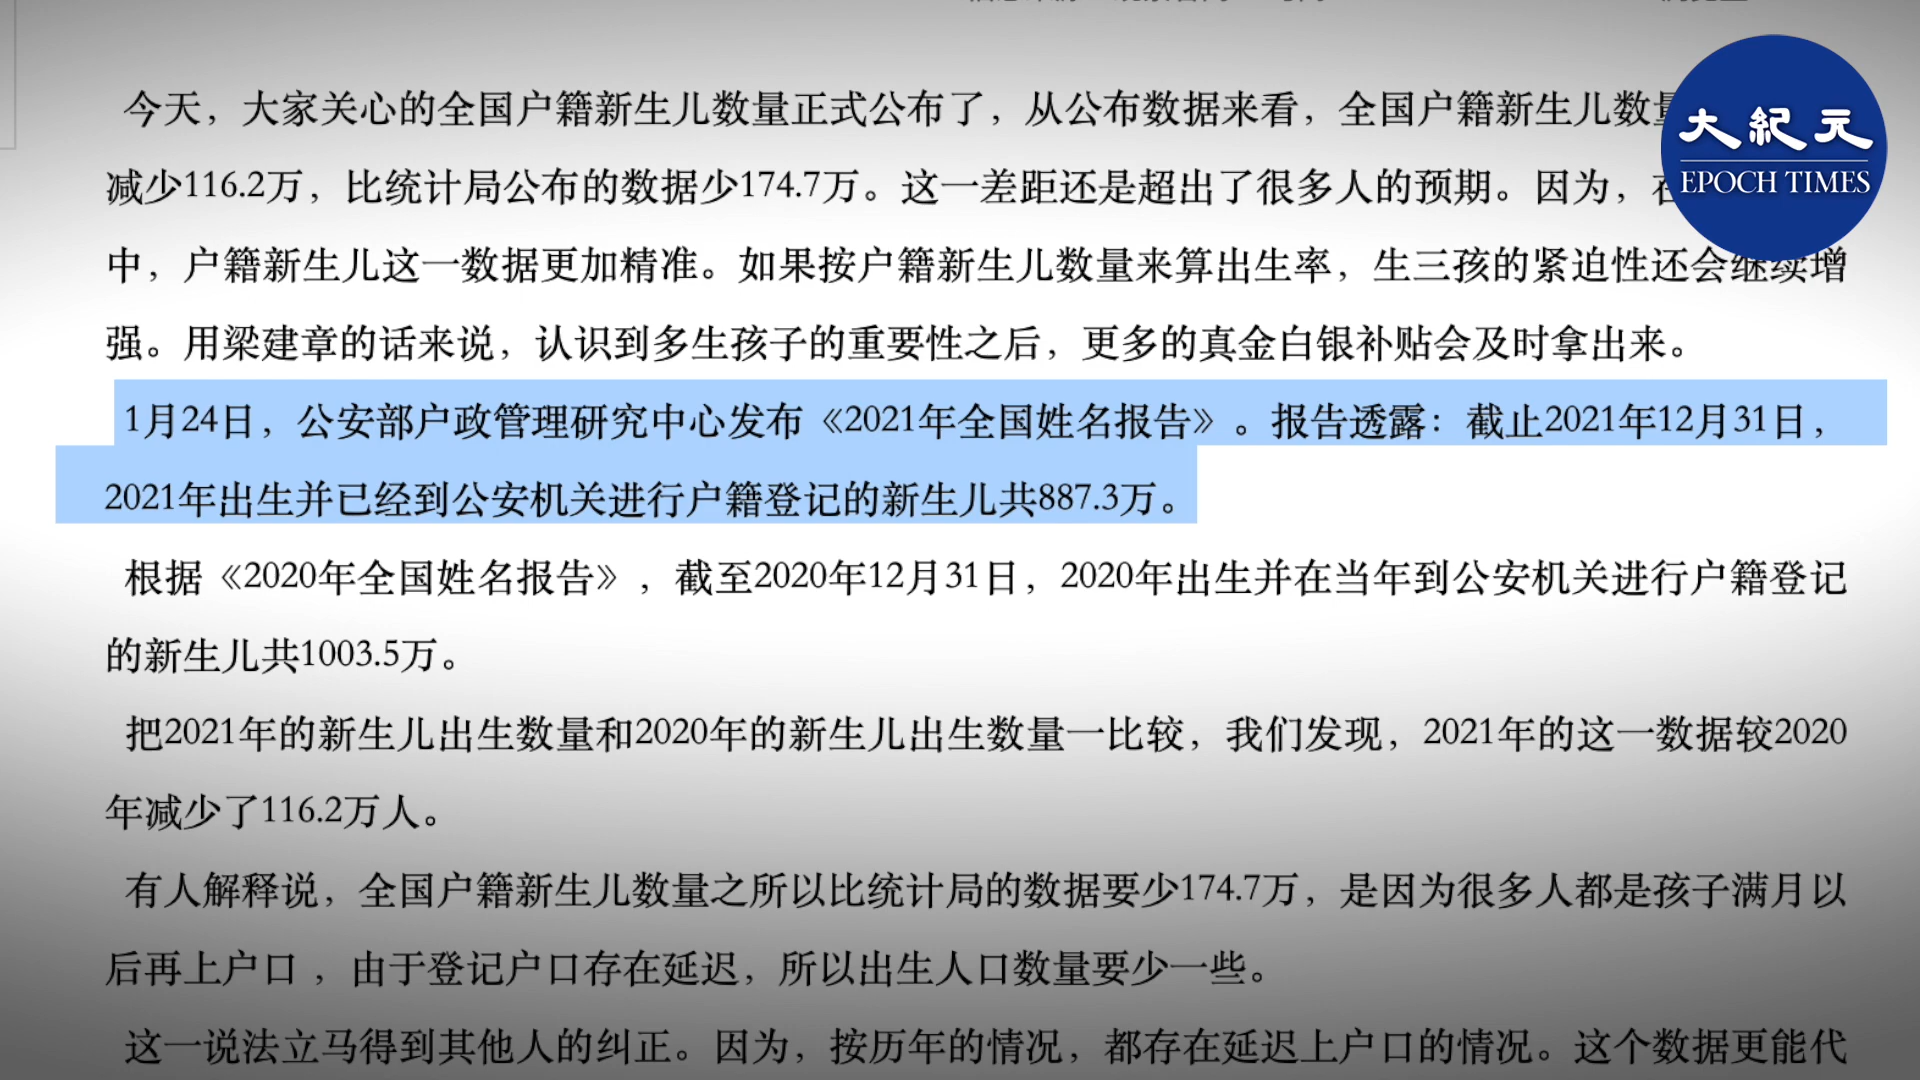 今天，大家关心的全国户籍新生儿数量正式公布了，从公布数据来看，全国户籍新生儿数量
大紀元
EPOCH TIMES
减少116.2万，比统计局公布的数据少174.7万。这一差距还是超出了很多人的预期。因为，在
中，户籍新生儿这一数据更加精准。如果按户籍新生儿数量来算出生率，生三孩的紧迫性还会继续增
强。用梁建章的话来说，认识到多生孩子的重要性之后，更多的真金白银补贴会及时拿出来。
1月24日，公安部户政管理研究中心发布《2021年全国姓名报告》。报告透露：截止2021年12月31日，
2021年出生并已经到公安机关进行户籍登记的新生儿共887.3万。
根据《2020年全国姓名报告》，截至2020年12月31日，2020年出生并在当年到公安机关进行户籍登记
的新生儿共1003.5万。
把2021年的新生儿出生数量和2020年的新生儿出生数量一比较，我们发现，2021年的这一数据较2020
年减少了116.2万人。
有人解释说，全国户籍新生儿数量之所以比统计局的数据要少174.7万，是因为很多人都是孩子满月以
后再上户口 ，由于登记户口存在延迟，所以出生人口数量要少一些。
这一说法立马得到其他人的纠正。因为，按历年的情况，都存在延迟上户口的情况。这个数据更能代